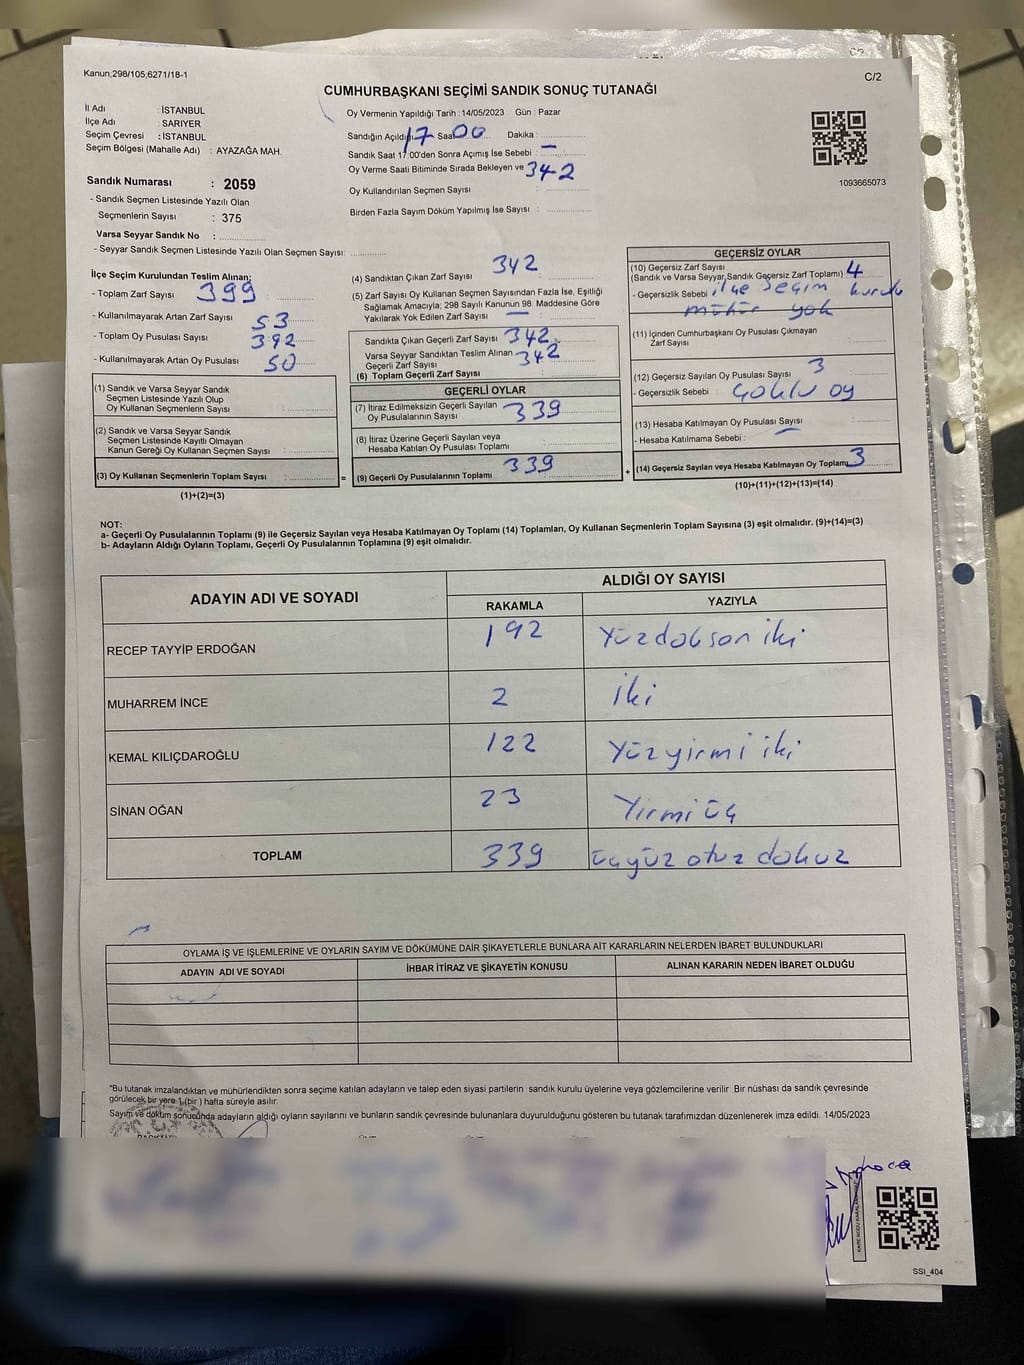 Kanun;298/105,6271/18-1
C/2
CUMHURBAŞKANI SEÇİMİ SANDIK SONUÇ TUTANAĞI
İl Adı : İSTANBUL
İlçe Adı : SARIYER
Seçim Çevresi : İSTANBUL
Seçim Bölgesi (Mahalle Adı) : AYAZAĞA MAH.
Oy Vermenin Yapıldığı Tarih : 14/05/2023 Gün : Pazar
Sandığın Açıldığı 17 Saat 00 Dakika :
Sandık Saat 17:00'den Sonra Açımış İse Sebebi : —
Oy Verme Saati Bitiminde Sırada Bekleyen ve 342
Oy Kullandırılan Seçmen Sayısı :
Birden Fazla Sayım Döküm Yapılmış İse Sayısı :
1093665073
Sandık Numarası : 2059
- Sandık Seçmen Listesinde Yazılı Olan
Seçmenlerin Sayısı : 375
Varsa Seyyar Sandık No :
- Seyyar Sandık Seçmen Listesinde Yazılı Olan Seçmen Sayısı:
İlçe Seçim Kurulundan Teslim Alınan;
- Toplam Zarf Sayısı : 399
- Kullanılmayarak Artan Zarf Sayısı : 53
- Toplam Oy Pusulası Sayısı : 392
- Kullanılmayarak Artan Oy Pusulası : 50
(1) Sandık ve Varsa Seyyar Sandık
Seçmen Listesinde Yazılı Olup
Oy Kullanan Seçmenlerin Sayısı :
(2) Sandık ve Varsa Seyyar Sandık
Seçmen Listesinde Kayıtlı Olmayan
Kanun Gereği Oy Kullanan Seçmen Sayısı :
(3) Oy Kullanan Seçmenlerin Toplam Sayısı :
(1)+(2)=(3)
=
(4) Sandıktan Çıkan Zarf Sayısı : 342
(5) Zarf Sayısı Oy Kullanan Seçmen Sayısından Fazla İse, Eşitliği
Sağlamak Amacıyla, 298 Sayılı Kanunun 98. Maddesine Göre
Yakılarak Yok Edilen Zarf Sayısı : —
Sandıkta Çıkan Geçerli Zarf Sayısı : 342
Varsa Seyyar Sandıktan Teslim Alınan 342
Geçerli Zarf Sayısı
(6) Toplam Geçerli Zarf Sayısı :
GEÇERLİ OYLAR
(7) İtiraz Edilmeksizin Geçerli Sayılan 339
Oy Pusulalarının Sayısı :
(8) İtiraz Üzerine Geçerli Sayılan veya
Hesaba Katılan Oy Pusulası Toplamı :
(9) Geçerli Oy Pusulalarının Toplamı : 339
+
GEÇERSİZ OYLAR
(10) Geçersiz Zarf Sayısı
(Sandık ve Varsa Seyyar Sandık Geçersiz Zarf Toplamı) 4
- Geçersizlik Sebebi : ilçe seçim kurulu
mühür yok
(11) İçinden Cumhurbaşkanı Oy Pusulası Çıkmayan
Zarf Sayısı :
(12) Geçersiz Sayılan Oy Pusulası Sayısı : 3
- Geçersizlik Sebebi : Çoklu oy
(13) Hesaba Katılmayan Oy Pusulası Sayısı : —
- Hesaba Katılmama Sebebi :
(14) Geçersiz Sayılan veya Hesaba Katılmayan Oy Toplamı: 3
(10)+(11)+(12)+(13)=(14)
NOT:
a- Geçerli Oy Pusulalarının Toplamı (9) ile Geçersiz Sayılan veya Hesaba Katılmayan Oy Toplamı (14) Toplamları, Oy Kullanan Seçmenlerin Toplam Sayısına (3) eşit olmalıdır. (9)+(14)=(3)
b- Adayların Aldığı Oyların Toplamı, Geçerli Oy Pusulalarının Toplamına (9) eşit olmalıdır.
ADAYIN ADI VE SOYADI
ALDIĞI OY SAYISI
RAKAMLA YAZIYLA
RECEP TAYYİP ERDOĞAN 192 Yüzdoksan iki
MUHARREM İNCE 2 iki
KEMAL KILIÇDAROĞLU 122 Yüzyirmi iki
SİNAN OĞAN 23 Yirmi üç
TOPLAM 339 üçyüz otuz dokuz
OYLAMA İŞ VE İŞLEMLERİNE VE OYLARIN SAYIM VE DÖKÜMÜNE DAİR ŞİKAYETLERLE BUNLARA AİT KARARLARIN NELERDEN İBARET BULUNDUKLARI
ADAYIN ADI VE SOYADI İHBAR İTİRAZ VE ŞİKAYETİN KONUSU ALINAN KARARIN NEDEN İBARET OLDUĞU
*Bu tutanak imzalandıktan ve mühürlendikten sonra seçime katılan adayların ve talep eden siyasi partilerin sandık kurulu üyelerine veya gözlemcilerine verilir. Bir nüshası da sandık çevresinde
görülecek bir yere 1 (bir) hafta süreyle asılır.
Sayım ve döküm sonucunda adayların aldığı oyların sayılarını ve bunların sandık çevresinde bulunanlara duyurulduğunu gösteren bu tutanak tarafımızdan düzenlenerek imza edildi. 14/05/2023
SSI_404